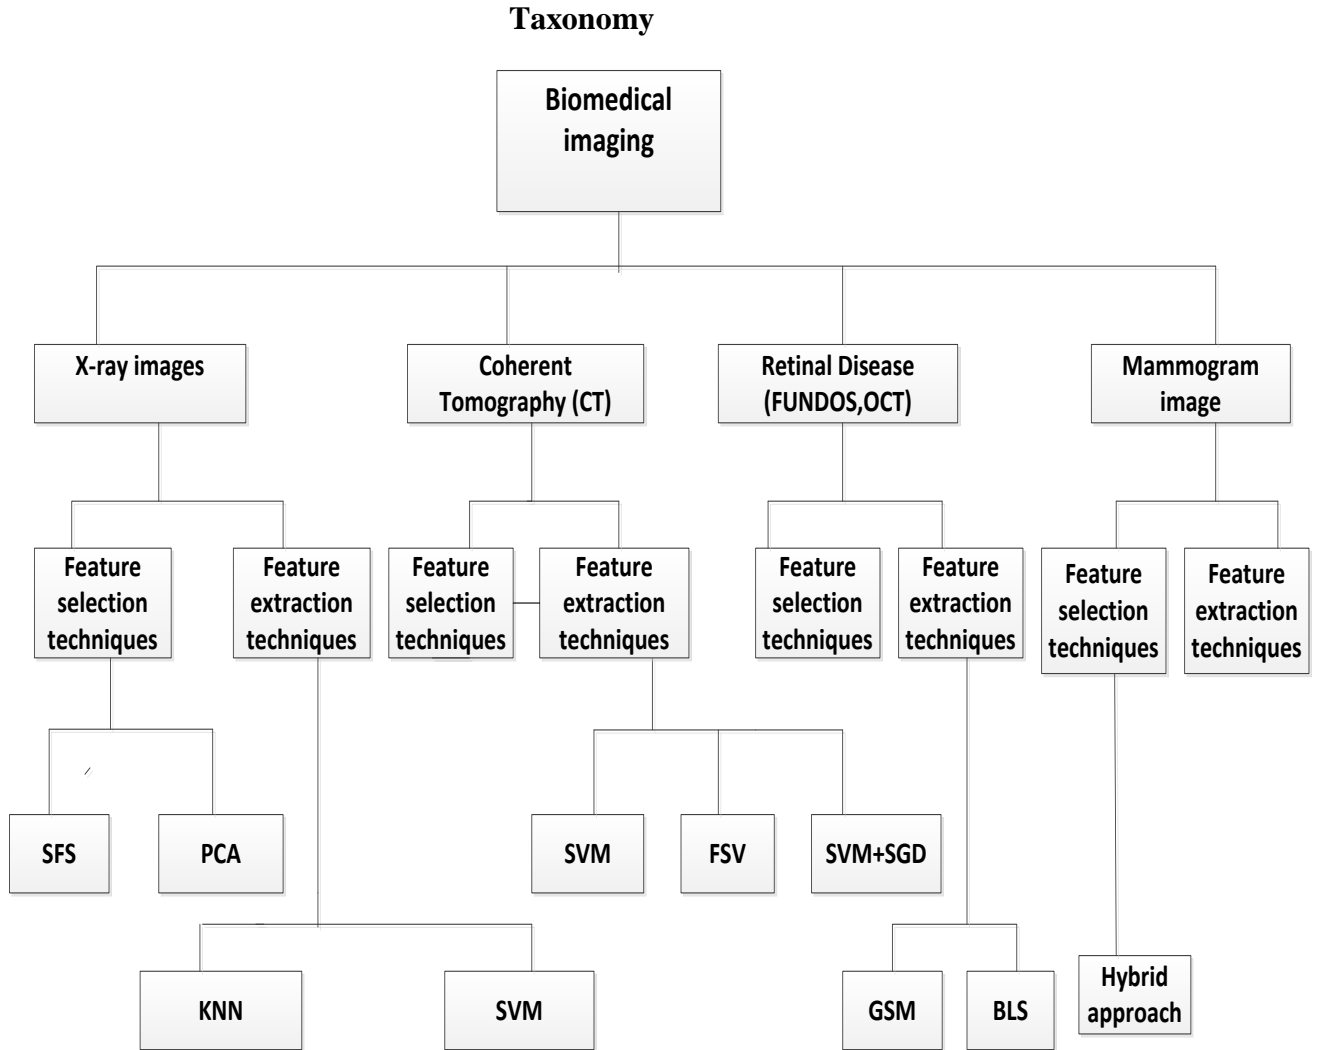 Taxonomy
Biomedical
imaging
X-ray images
Coherent
Tomography (CT)
Retinal Disease
(FUNDOS,OCT)
Mammogram
image
Feature
selection
techniques
Feature
extraction
techniques
Feature
selection
techniques
Feature
extraction
techniques
Feature
selection
techniques
Feature
extraction
techniques
Feature
selection
techniques
Feature
extraction
techniques
SFS
PCA
SVM
FSV
SVM+SGD
KNN
SVM
GSM
BLS
Hybrid
approach